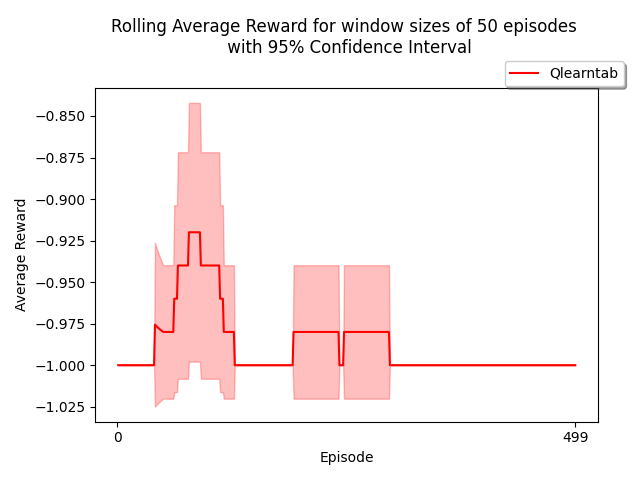 Rolling Average Reward for window sizes of 50 episodes
with 95% Confidence Interval
Qlearntab
−0.850
−0.875
−0.900
−0.925
−0.950
−0.975
−1.000
−1.025
Average Reward
0
499
Episode